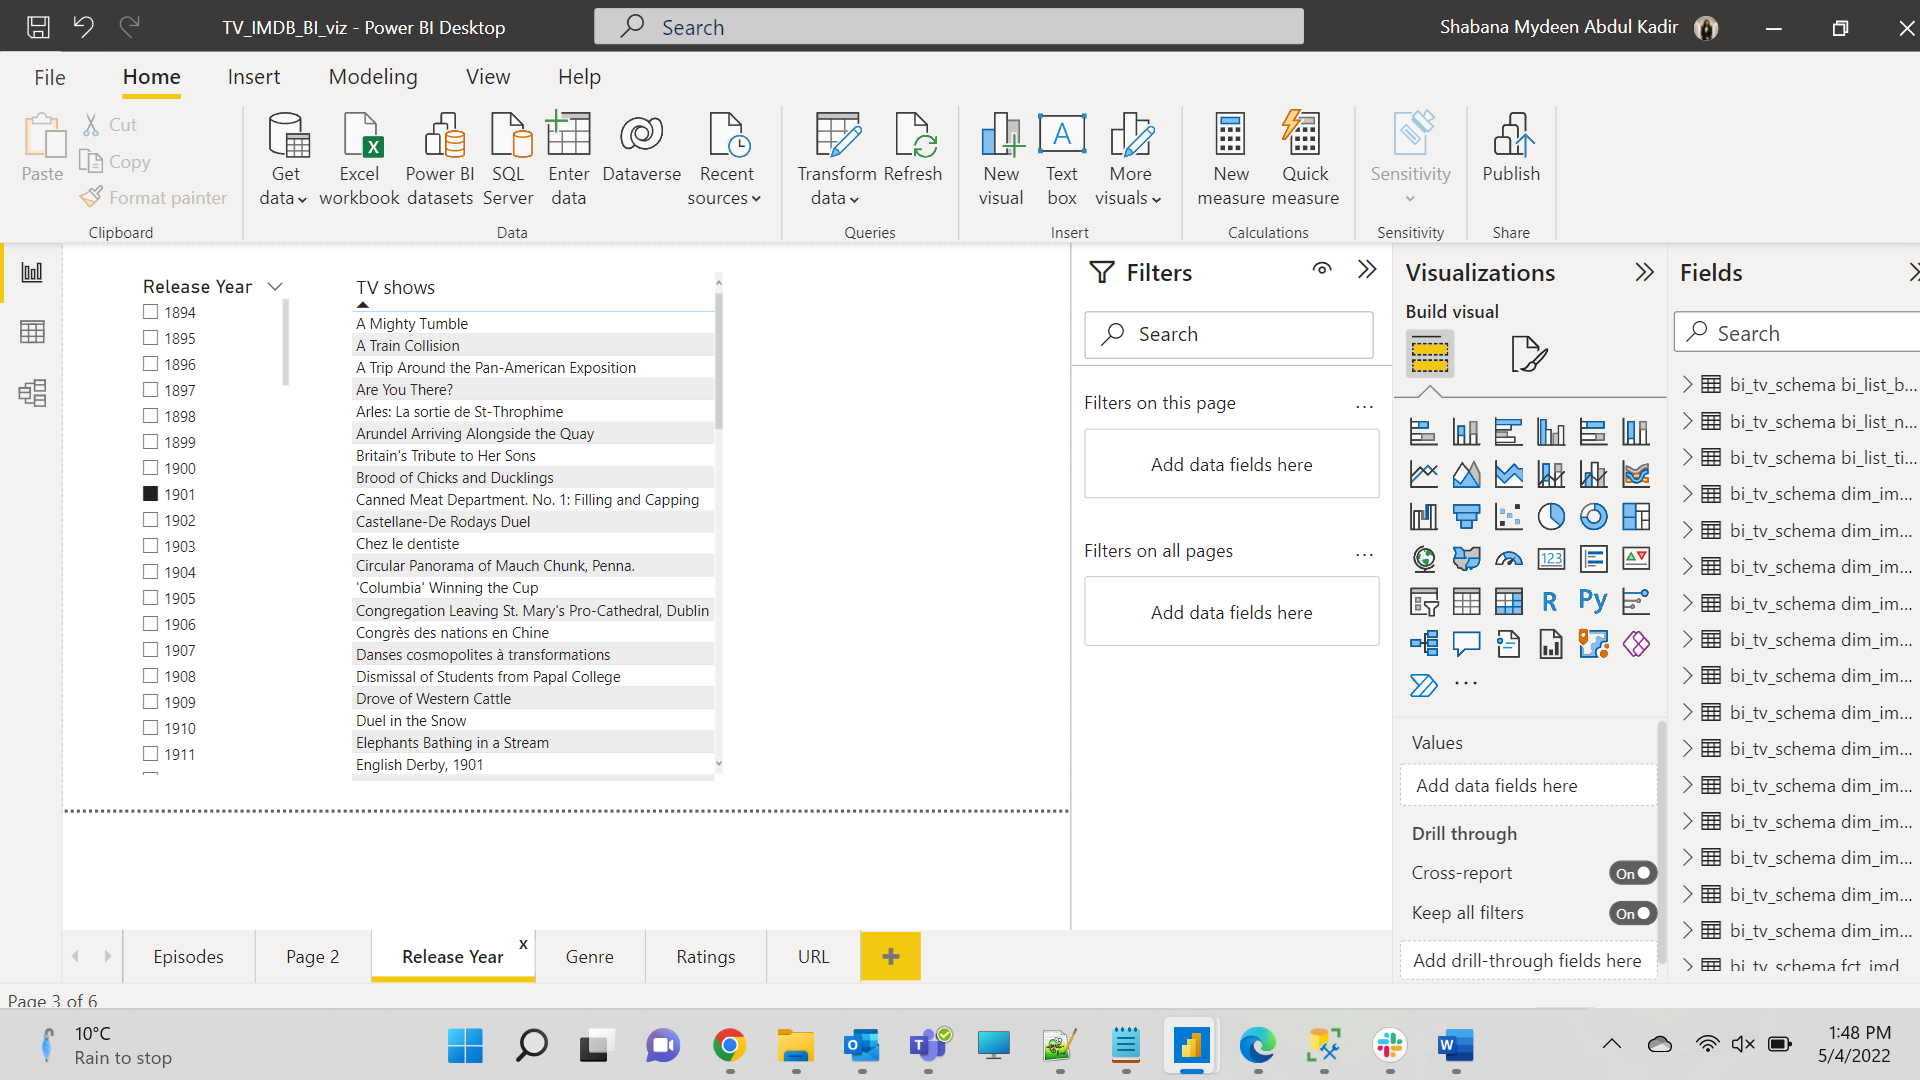 TV_IMDB_BI_viz - Power BI Desktop
Search
Shabana Mydeen Abdul Kadir
File
Home
Insert
Modeling
View
Help
Paste
Cut
Copy
Format painter
Clipboard
Get data
Excel workbook
Power BI datasets
SQL Server
Enter data
Dataverse
Recent sources
Data
Transform data
Refresh
Queries
New visual
Text box
More visuals
Insert
New measure
Quick measure
Calculations
Sensitivity
Sensitivity
Publish
Share
Release Year
1894
1895
1896
1897
1898
1899
1900
1901
1902
1903
1904
1905
1906
1907
1908
1909
1910
1911
TV shows
A Mighty Tumble
A Train Collision
A Trip Around the Pan-American Exposition
Are You There?
Arles: La sortie de St-Throphime
Arundel Arriving Alongside the Quay
Britain's Tribute to Her Sons
Brood of Chicks and Ducklings
Canned Meat Department. No. 1: Filling and Capping
Castellane-De Rodays Duel
Chez le dentiste
Circular Panorama of Mauch Chunk, Penna.
'Columbia' Winning the Cup
Congregation Leaving St. Mary's Pro-Cathedral, Dublin
Congrès des nations en Chine
Danses cosmopolites à transformations
Dismissal of Students from Papal College
Drove of Western Cattle
Duel in the Snow
Elephants Bathing in a Stream
English Derby, 1901
Filters
Search
Filters on this page
...
Add data fields here
Filters on all pages
...
Add data fields here
Visualizations
Build visual
123
R
Py
...
Values
Add data fields here
Drill through
Cross-report
On
Keep all filters
On
Add drill-through fields here
Fields
Search
bi_tv_schema bi_list_b...
bi_tv_schema bi_list_n...
bi_tv_schema bi_list_ti...
bi_tv_schema dim_im...
bi_tv_schema dim_im...
bi_tv_schema dim_im...
bi_tv_schema dim_im...
bi_tv_schema dim_im...
bi_tv_schema dim_im...
bi_tv_schema dim_im...
bi_tv_schema dim_im...
bi_tv_schema dim_im...
bi_tv_schema dim_im...
bi_tv_schema dim_im...
bi_tv_schema dim_im...
bi_tv_schema dim_im...
bi_tv_schema fct_imd
Episodes
Page 2
Release Year
x
Genre
Ratings
URL
+
Page 3 of 6
10°C
Rain to stop
1:48 PM
5/4/2022